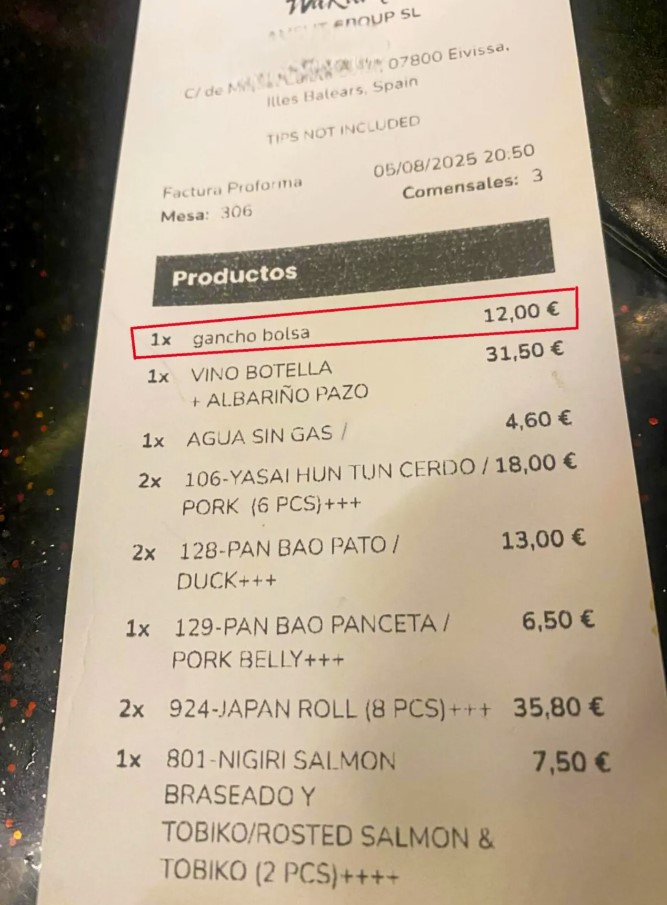 GROUP SL
C/ de 07800 Eivissa,
Illes Balears, Spain
TIPS NOT INCLUDED
Factura Proforma 05/08/2025 20:50
Mesa: 306 Comensales: 3
Productos
1x gancho bolsa 12,00 €
1x VINO BOTELLA 31,50 €
+ ALBARIÑO PAZO
1x AGUA SIN GAS / 4,60 €
2x 106-YASAI HUN TUN CERDO / 18,00 €
PORK (6 PCS)+++
2x 128-PAN BAO PATO / 13,00 €
DUCK+++
1x 129-PAN BAO PANCETA / 6,50 €
PORK BELLY+++
2x 924-JAPAN ROLL (8 PCS)+++ 35,80 €
1x 801-NIGIRI SALMON 7,50 €
BRASEADO Y
TOBIKO/ROSTED SALMON &
TOBIKO (2 PCS)++++